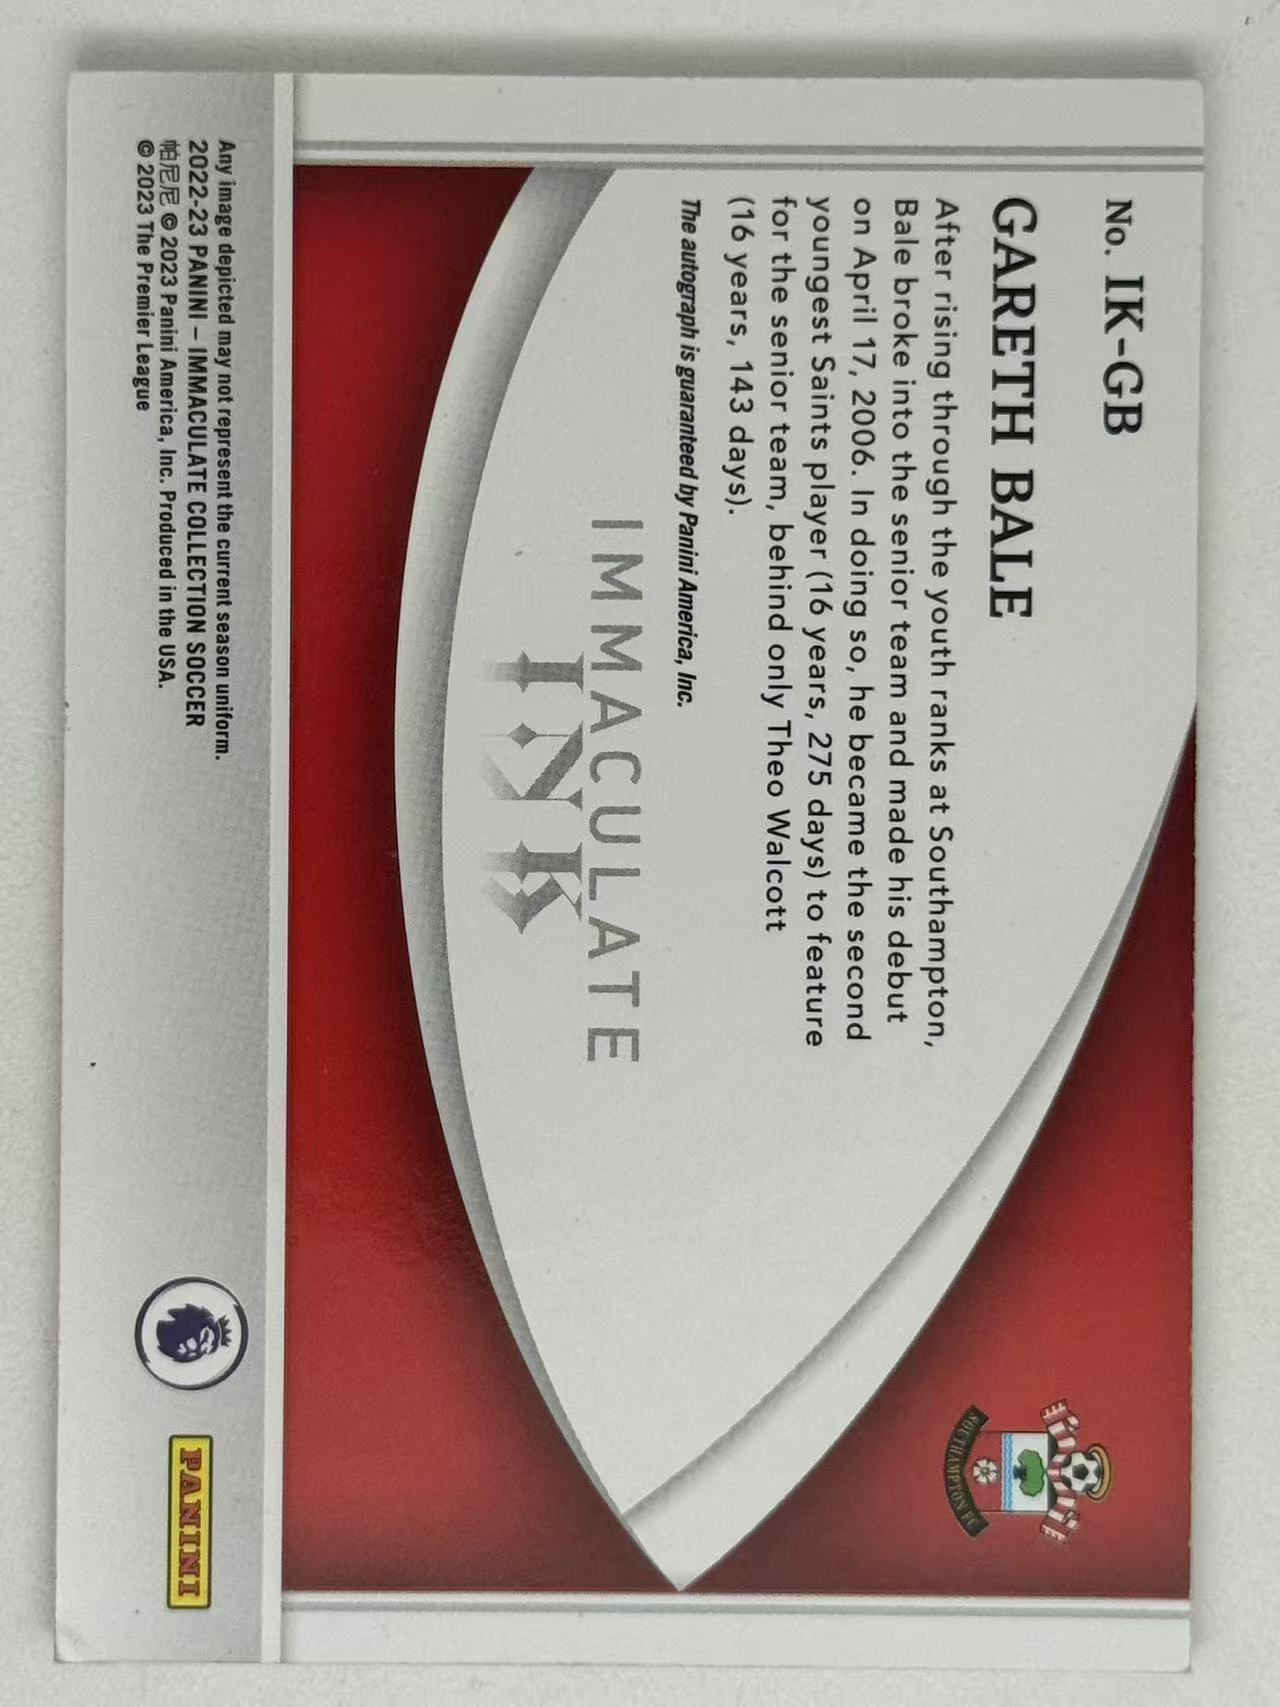 No. IK-GB
GARETH BALE
After rising through the youth ranks at Southampton,
Bale broke into the senior team and made his debut
on April 17, 2006. In doing so, he became the second
youngest Saints player (16 years, 275 days) to feature
for the senior team, behind only Theo Walcott
(16 years, 143 days).
The autograph is guaranteed by Panini America, Inc.
IMMACULATE
INK
SOUTHAMPTON FC
Any image depicted may not represent the current season uniform.
2022-23 PANINI – IMMACULATE COLLECTION SOCCER
帕尼尼 © 2023 Panini America, Inc. Produced in the USA.
© 2023 The Premier League
PANINI